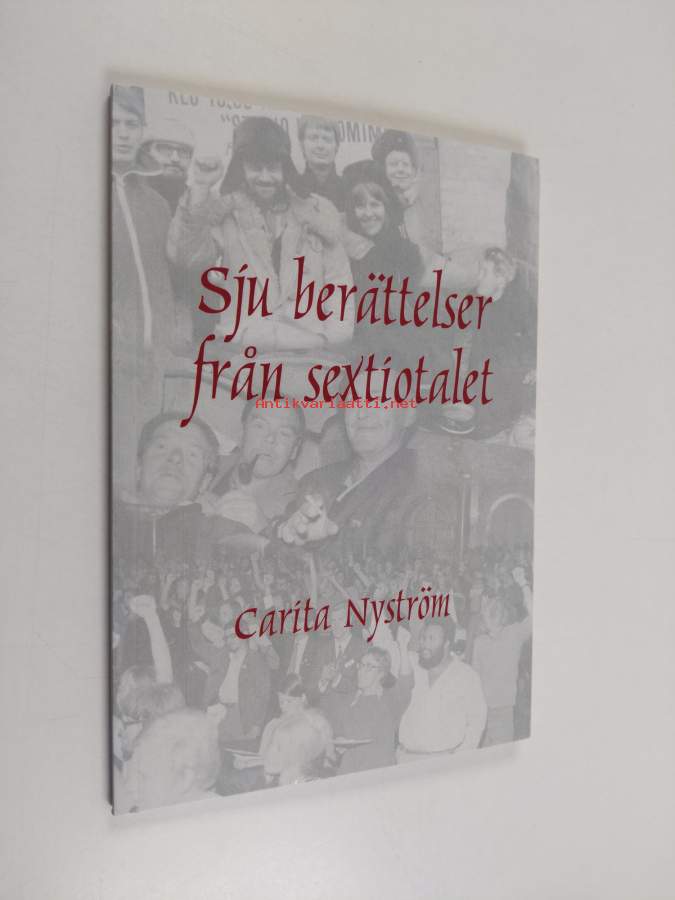 Sju berättelser
från sextiotalet
Antikvariaatti.net
Carita Nyström